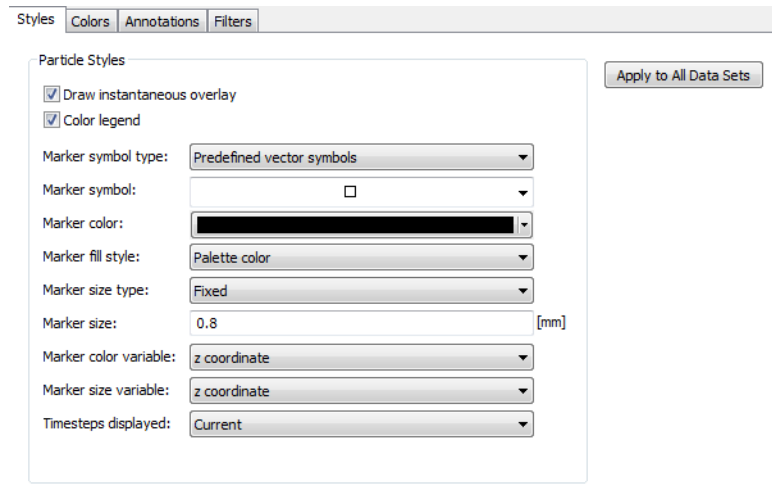 Styles Colors Annotations Filters
Particle Styles
Apply to All Data Sets
Draw instantaneous overlay
Color legend
Marker symbol type: Predefined vector symbols
Marker symbol:
Marker color:
Marker fill style: Palette color
Marker size type: Fixed
Marker size: 0.8 [mm]
Marker color variable: z coordinate
Marker size variable: z coordinate
Timesteps displayed: Current